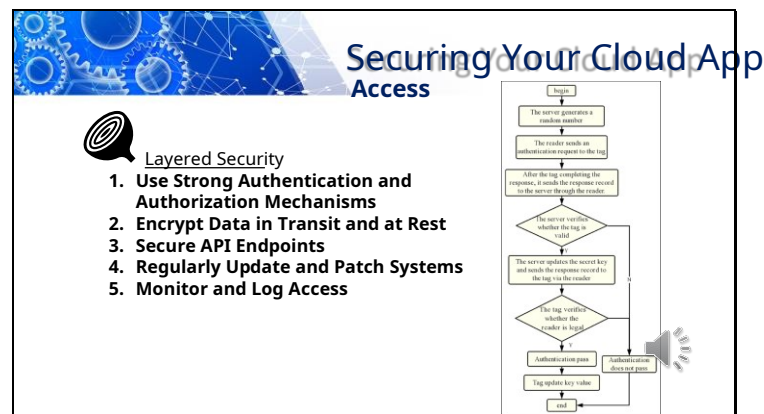 Securing Your Cloud App
Access
Layered Security
1. Use Strong Authentication and
Authorization Mechanisms
2. Encrypt Data in Transit and at Rest
3. Secure API Endpoints
4. Regularly Update and Patch Systems
5. Monitor and Log Access
begin
The server generates a
random number
The reader sends an
authentication request to the tag
After the tag completing the
response, it sends the response record
to the server through the reader.
The server verifies
whether the tag is
valid
Y
The server updates the secret key
and sends the response record to
the tag via the reader
N
The tag verifies
whether the
reader is legal
Y
Authentication pass
Authentication
does not pass
Tag update key value
end